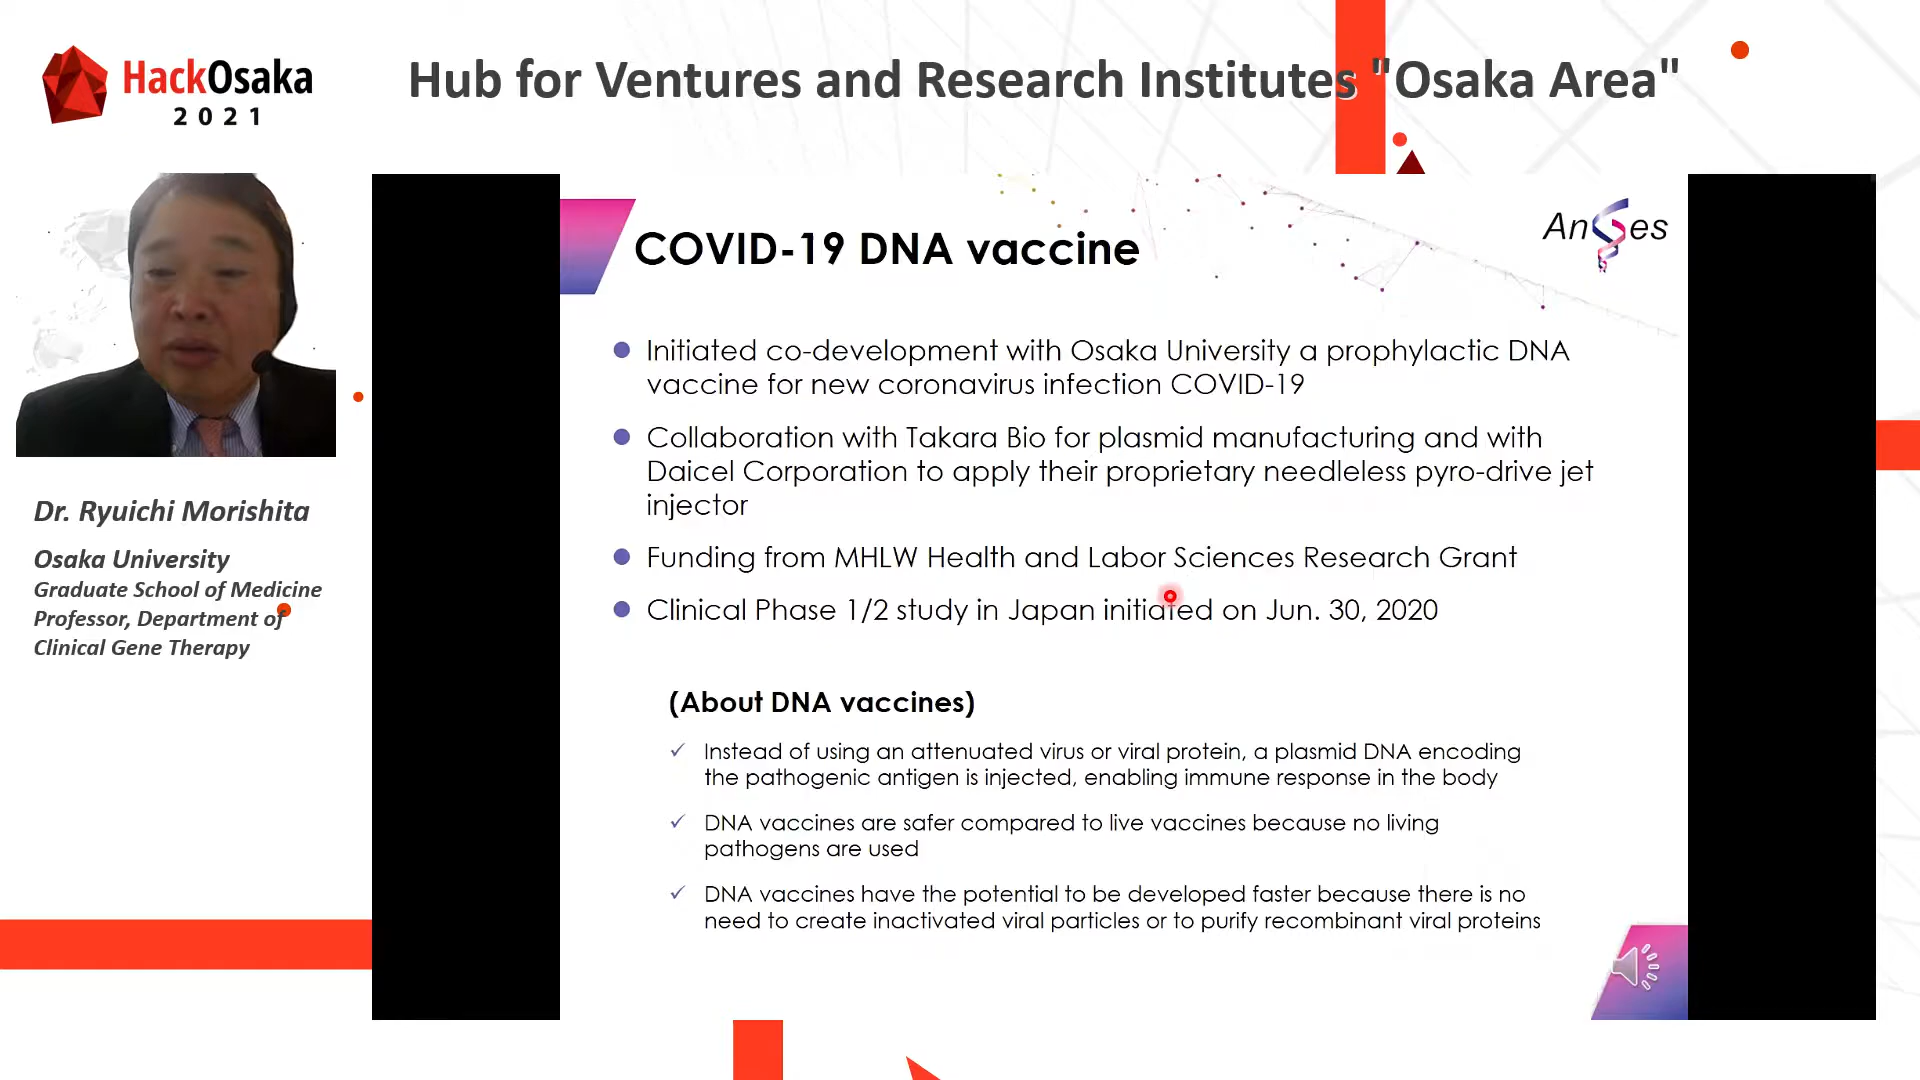 HackOsaka
2021
Hub for Ventures and Research Institutes "Osaka Area"
Dr. Ryuichi Morishita
Osaka University
Graduate School of Medicine
Professor, Department of
Clinical Gene Therapy
COVID-19 DNA vaccine
AnGes
Initiated co-development with Osaka University a prophylactic DNA
vaccine for new coronavirus infection COVID-19
Collaboration with Takara Bio for plasmid manufacturing and with
Daicel Corporation to apply their proprietary needleless pyro-drive jet
injector
Funding from MHLW Health and Labor Sciences Research Grant
Clinical Phase 1/2 study in Japan initiated on Jun. 30, 2020
(About DNA vaccines)
Instead of using an attenuated virus or viral protein, a plasmid DNA encoding
the pathogenic antigen is injected, enabling immune response in the body
DNA vaccines are safer compared to live vaccines because no living
pathogens are used
DNA vaccines have the potential to be developed faster because there is no
need to create inactivated viral particles or to purify recombinant viral proteins